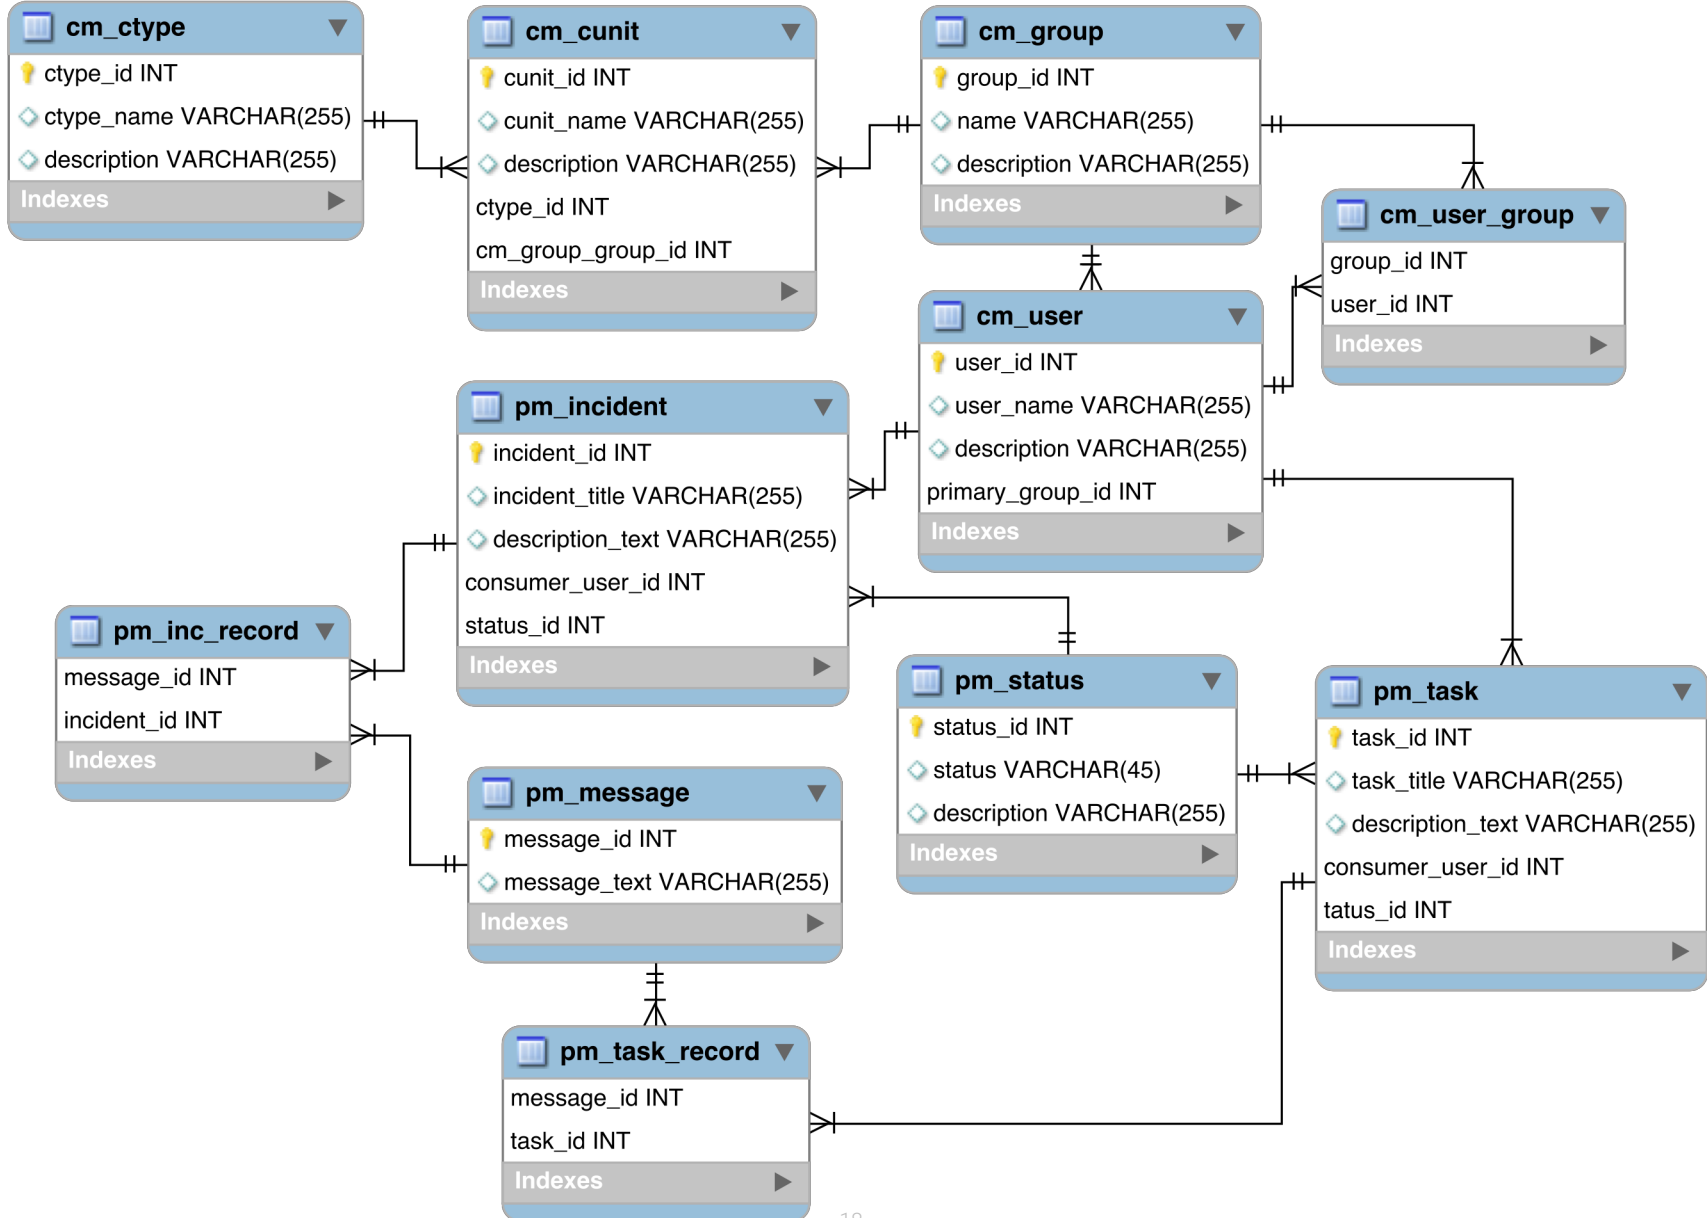 cm_ctype
ctype_id INT
ctype_name VARCHAR(255)
description VARCHAR(255)
Indexes
cm_cunit
cunit_id INT
cunit_name VARCHAR(255)
description VARCHAR(255)
ctype_id INT
cm_group_group_id INT
Indexes
cm_group
group_id INT
name VARCHAR(255)
description VARCHAR(255)
Indexes
cm_user_group
group_id INT
user_id INT
Indexes
cm_user
user_id INT
user_name VARCHAR(255)
description VARCHAR(255)
primary_group_id INT
Indexes
pm_incident
incident_id INT
incident_title VARCHAR(255)
description_text VARCHAR(255)
consumer_user_id INT
status_id INT
Indexes
pm_inc_record
message_id INT
incident_id INT
Indexes
pm_status
status_id INT
status VARCHAR(45)
description VARCHAR(255)
Indexes
pm_task
task_id INT
task_title VARCHAR(255)
description_text VARCHAR(255)
consumer_user_id INT
tatus_id INT
Indexes
pm_message
message_id INT
message_text VARCHAR(255)
Indexes
pm_task_record
message_id INT
task_id INT
Indexes